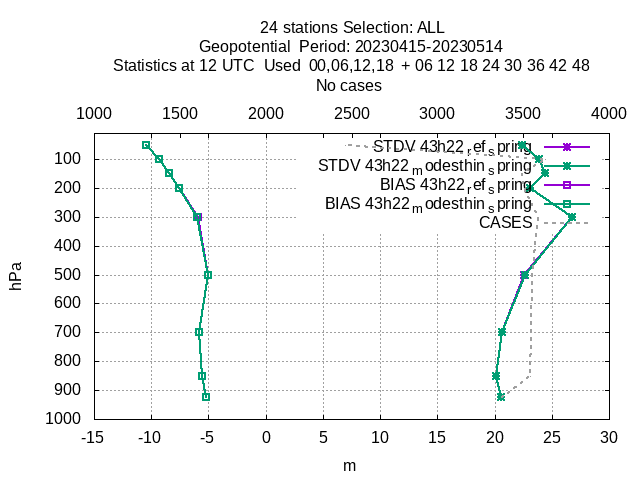 24 stations Selection: ALL
Geopotential  Period: 20230415-20230514
Statistics at 12 UTC  Used  00,06,12,18  + 06 12 18 24 30 36 42 48
No cases
1000 1500 2000 2500 3000 3500 4000
STDV 43h22_ref_spring
100
STDV 43h22_modesthin_spring
BIAS 43h22_ref_spring
200
BIAS 43h22_modesthin_spring
300
CASES
400
500
600
700
800
900
1000
hPa
-15 -10 -5 0 5 10 15 20 25 30
m